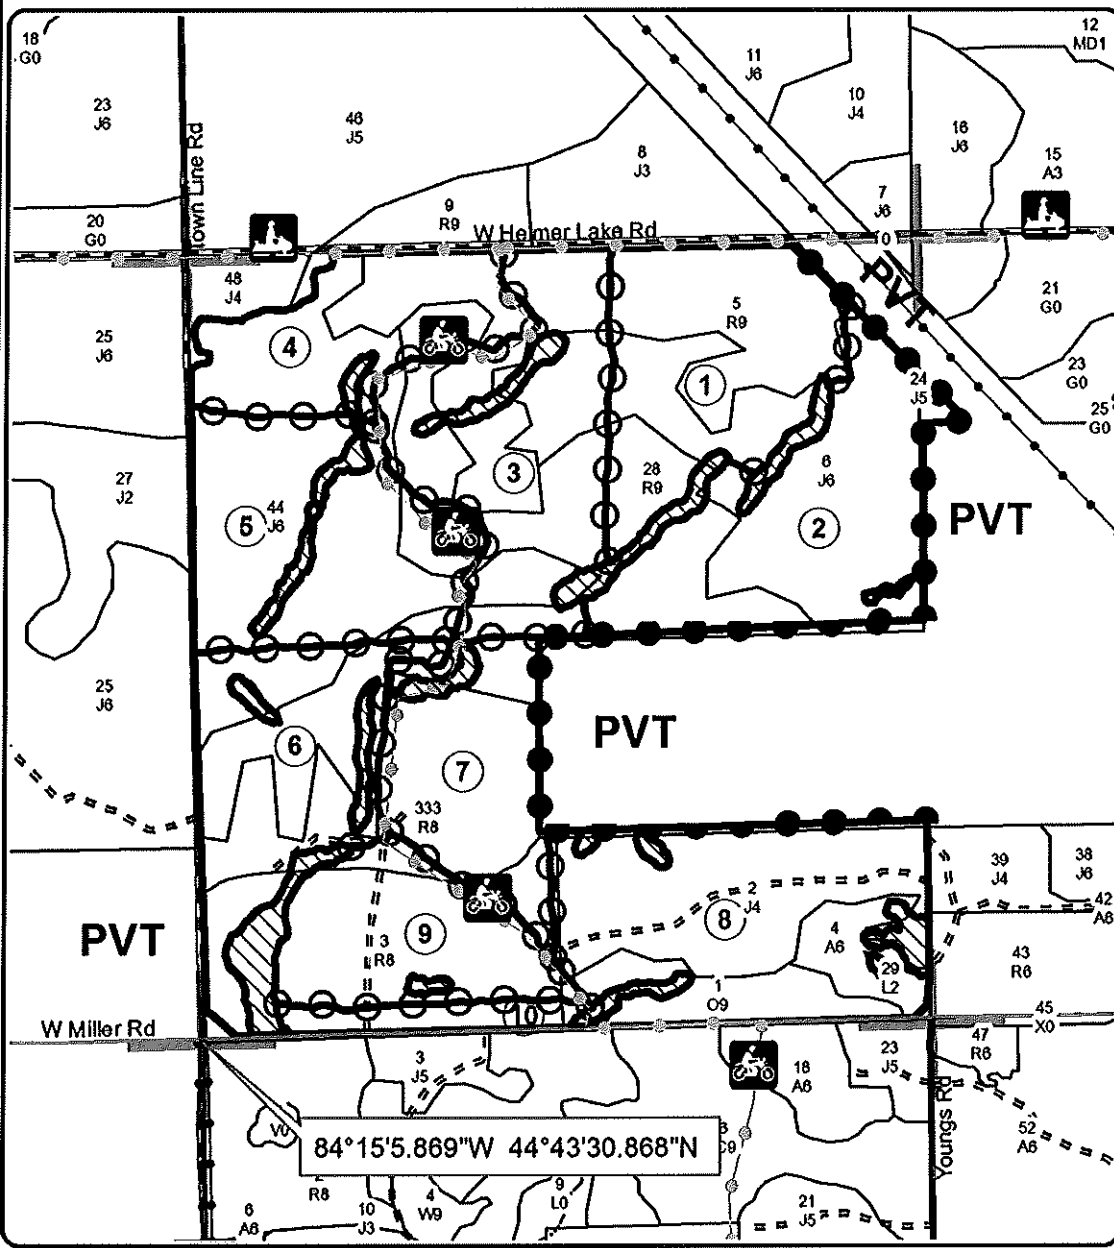 18
G0
12
MD1
11
J6
23
J6
46
J5
10
J4
16
J6
8
J3
15
A3
7
J6
Town Line Rd
20
G0
9
R9
W Heimer Lake Rd
0
PVT
48
J4
21
G0
5
R9
25
J6
4
1
24
J5
23
G0
25
G0
3
28
R9
6
J6
27
J2
5
44
J6
2
PVT
25
J6
6
PVT
7
333
R8
39
J4
38
J6
2
J4
42
A6
PVT
9
3
R8
8
4
A6
43
R6
29
L2
1
O9
10
45
X0
W Miller Rd
3
J5
18
A6
23
J5
47
R6
V0
84°15'5.869"W 44°43'30.868"N
C9
Youngs Rd
52
A6
R8
4
W9
9
L0
6
A6
10
J3
21
J5